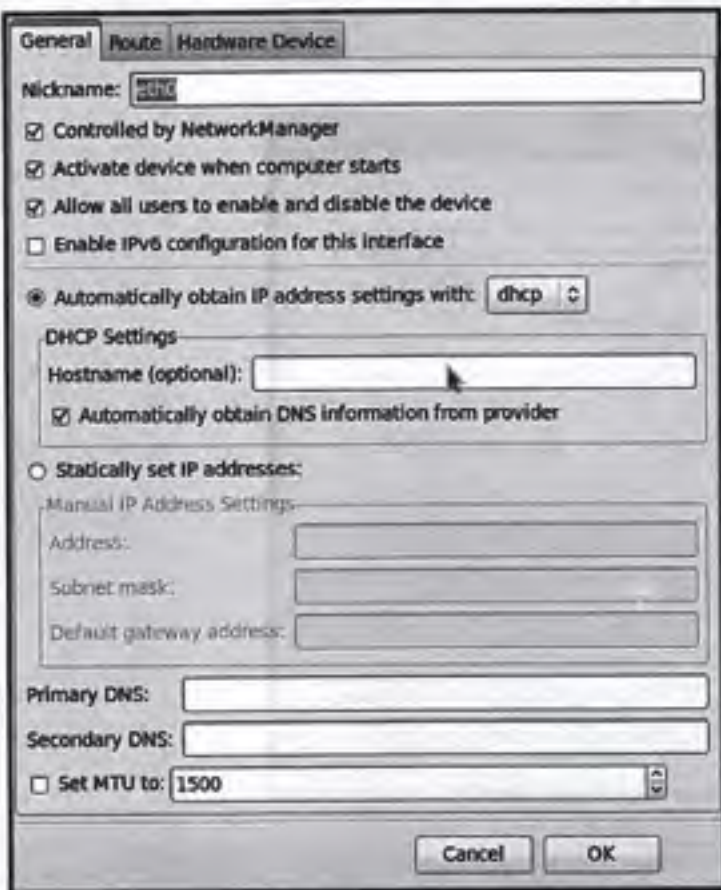 General Route Hardware Device
Nickname: eth0
Controlled by NetworkManager
Activate device when computer starts
Allow all users to enable and disable the device
Enable IPv6 configuration for this interface
Automatically obtain IP address settings with: dhcp
DHCP Settings
Hostname (optional):
Automatically obtain DNS information from provider
Statically set IP addresses:
Manual IP Address Settings
Address:
Subnet mask:
Default gateway address:
Primary DNS:
Secondary DNS:
Set MTU to: 1500
Cancel OK